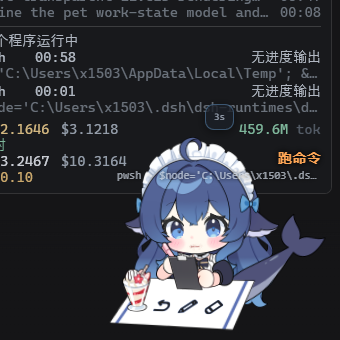 ine the pet work-state model and… 00:08
个程序运行中
h 00:58 无进度输出
'C:\Users\x1503\AppData\Local\Temp'; &…
h 00:01 无进度输出
de='C:\Users\x1503\.dsh\dsh-runtimes\d…
3s
2.1646 $3.1218 459.6M tok
时
3.2467 $10.3164 跑命令
0.10 pwsh $node='C:\Users\x1503\.ds…